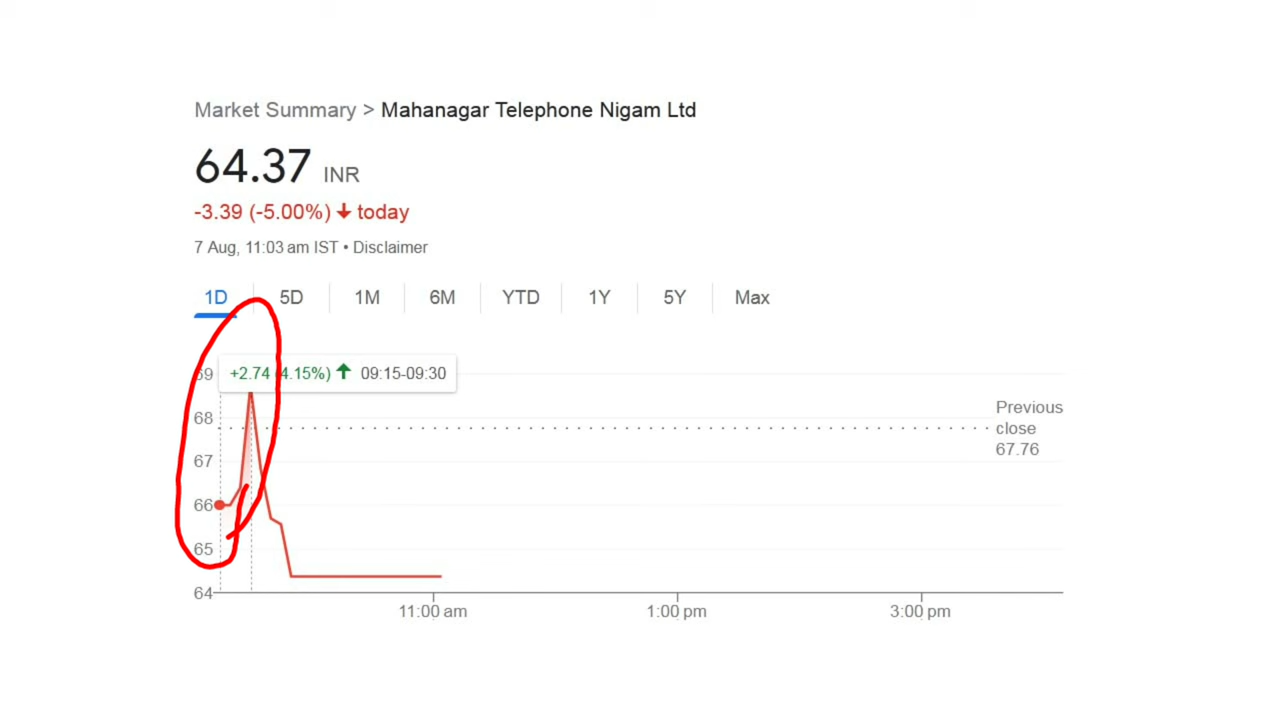 Market Summary > Mahanagar Telephone Nigam Ltd
64.37 INR
-3.39 (-5.00%) ↓ today
7 Aug, 11:03 am IST • Disclaimer
1D 5D 1M 6M YTD 1Y 5Y Max
69 +2.74 (4.15%) ↑ 09:15-09:30
68
67
66
65
64
Previous
close
67.76
11:00 am 1:00 pm 3:00 pm